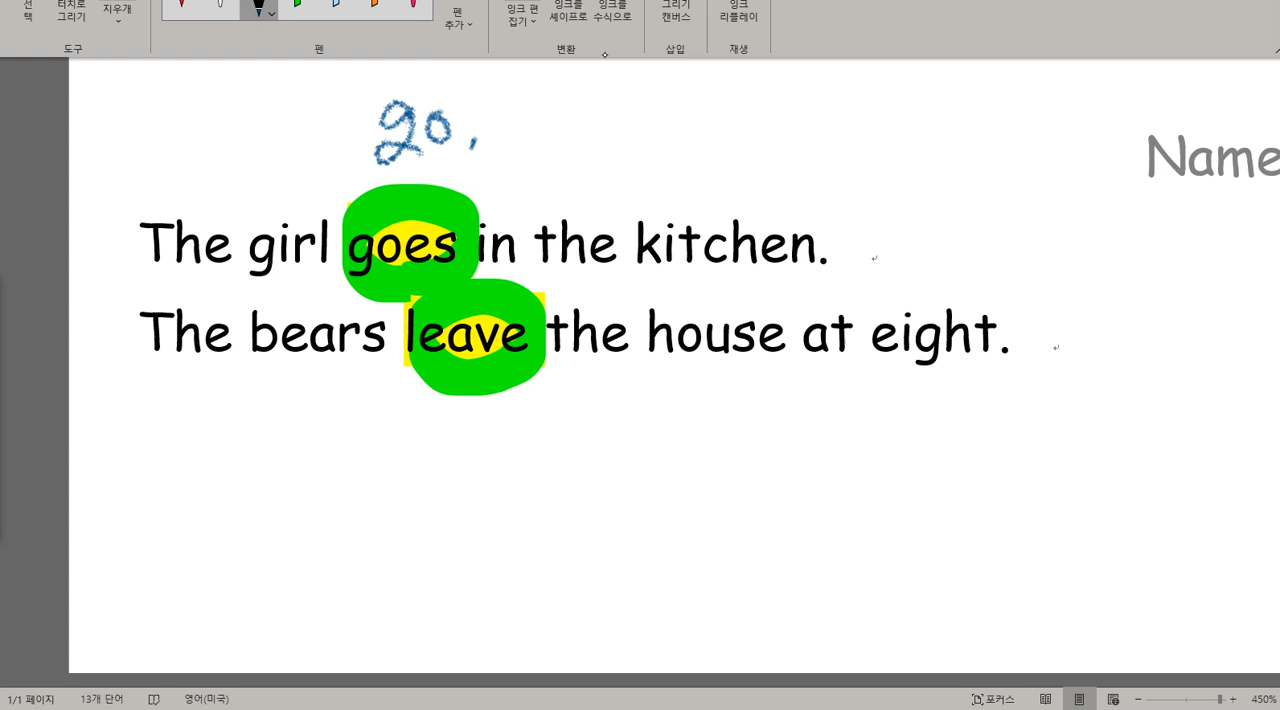 선택
터치로 그리기
지우개
펜 추가
잉크 편집기
잉크를 셰이프로
잉크를 수식으로
그리기 캔버스
잉크 리플레이
도구
펜
변환
삽입
재생
go,
Name
The girl goes in the kitchen.
The bears leave the house at eight.
1/1 페이지
13개 단어
영어(미국)
포커스
450%